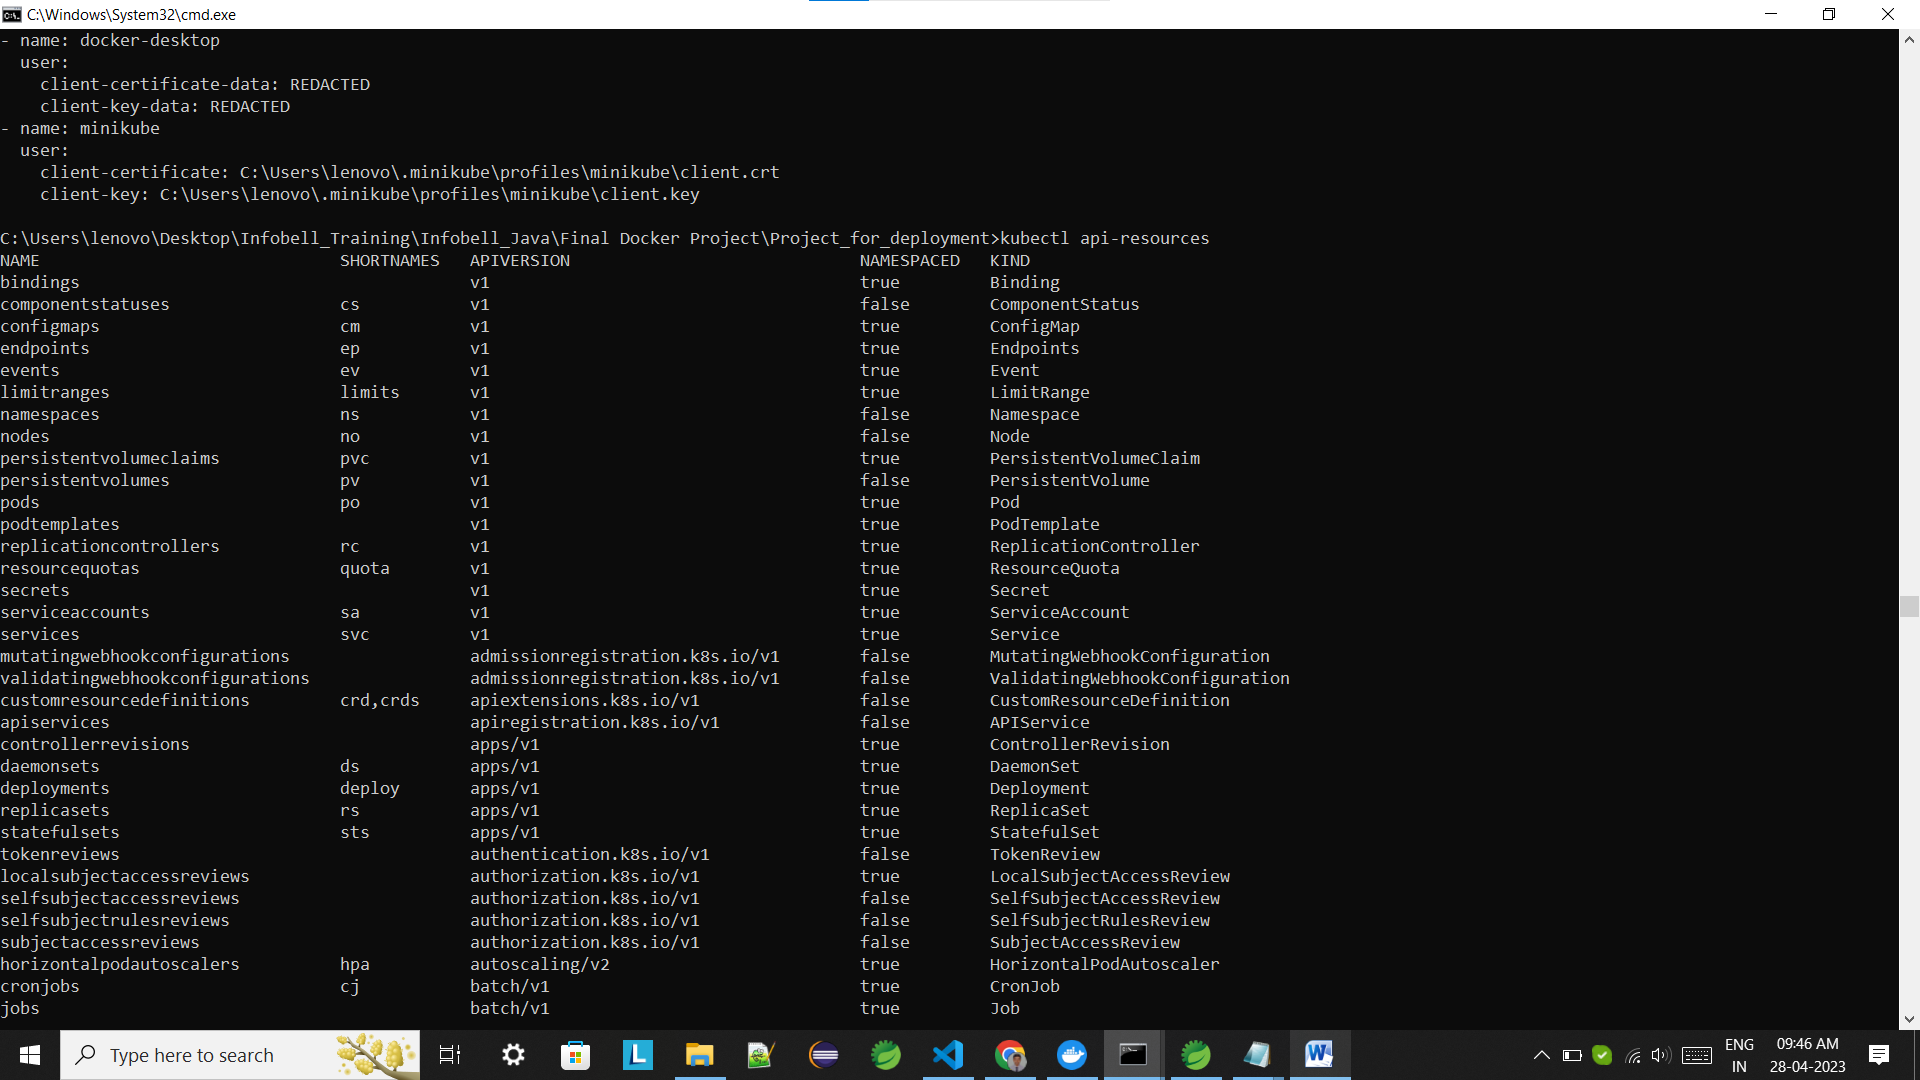 C:\Windows\System32\cmd.exe
- name: docker-desktop
  user:
    client-certificate-data: REDACTED
    client-key-data: REDACTED
- name: minikube
  user:
    client-certificate: C:\Users\lenovo\.minikube\profiles\minikube\client.crt
    client-key: C:\Users\lenovo\.minikube\profiles\minikube\client.key
C:\Users\lenovo\Desktop\Infobell_Training\Infobell_Java\Final Docker Project\Project_for_deployment>kubectl api-resources
NAME SHORTNAMES APIVERSION NAMESPACED KIND
bindings v1 true Binding
componentstatuses cs v1 false ComponentStatus
configmaps cm v1 true ConfigMap
endpoints ep v1 true Endpoints
events ev v1 true Event
limitranges limits v1 true LimitRange
namespaces ns v1 false Namespace
nodes no v1 false Node
persistentvolumeclaims pvc v1 true PersistentVolumeClaim
persistentvolumes pv v1 false PersistentVolume
pods po v1 true Pod
podtemplates v1 true PodTemplate
replicationcontrollers rc v1 true ReplicationController
resourcequotas quota v1 true ResourceQuota
secrets v1 true Secret
serviceaccounts sa v1 true ServiceAccount
services svc v1 true Service
mutatingwebhookconfigurations admissionregistration.k8s.io/v1 false MutatingWebhookConfiguration
validatingwebhookconfigurations admissionregistration.k8s.io/v1 false ValidatingWebhookConfiguration
customresourcedefinitions crd,crds apiextensions.k8s.io/v1 false CustomResourceDefinition
apiservices apiregistration.k8s.io/v1 false APIService
controllerrevisions apps/v1 true ControllerRevision
daemonsets ds apps/v1 true DaemonSet
deployments deploy apps/v1 true Deployment
replicasets rs apps/v1 true ReplicaSet
statefulsets sts apps/v1 true StatefulSet
tokenreviews authentication.k8s.io/v1 false TokenReview
localsubjectaccessreviews authorization.k8s.io/v1 true LocalSubjectAccessReview
selfsubjectaccessreviews authorization.k8s.io/v1 false SelfSubjectAccessReview
selfsubjectrulesreviews authorization.k8s.io/v1 false SelfSubjectRulesReview
subjectaccessreviews authorization.k8s.io/v1 false SubjectAccessReview
horizontalpodautoscalers hpa autoscaling/v2 true HorizontalPodAutoscaler
cronjobs cj batch/v1 true CronJob
jobs batch/v1 true Job
Type here to search
L
W
ENG
IN
09:46 AM
28-04-2023